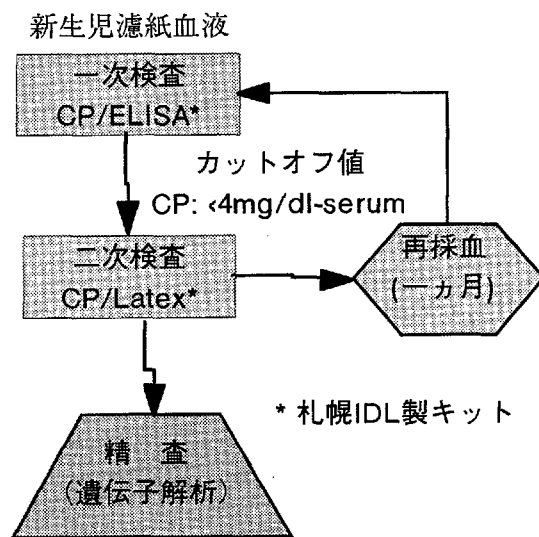 新生児濾紙血液
一次検査
CP/ELISA*
カットオフ値
CP: <4mg/dl-serum
二次検査
CP/Latex*
再採血
(一ヵ月)
* 札幌IDL製キット
精 査
(遺伝子解析)